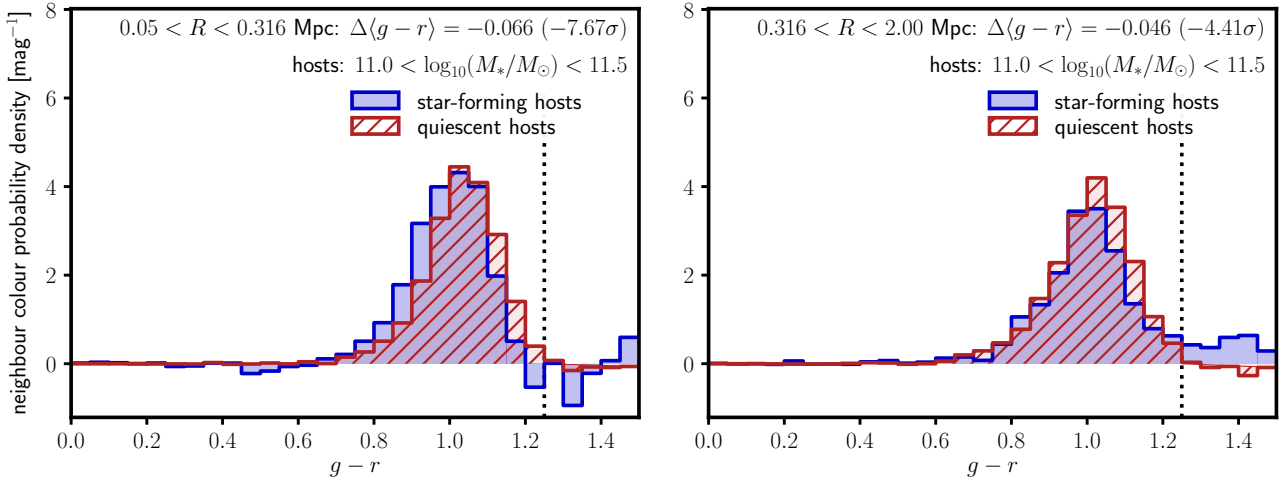 neighbour colour probability density [mag⁻¹]
8
6
4
2
0
0.05 < R < 0.316 Mpc: Δ⟨g − r⟩ = −0.066 (−7.67σ)
hosts: 11.0 < log₁₀(M∗/M⊙) < 11.5
star-forming hosts
quiescent hosts
0.0 0.2 0.4 0.6 0.8 1.0 1.2 1.4
g − r
8
6
4
2
0
0.316 < R < 2.00 Mpc: Δ⟨g − r⟩ = −0.046 (−4.41σ)
hosts: 11.0 < log₁₀(M∗/M⊙) < 11.5
star-forming hosts
quiescent hosts
0.0 0.2 0.4 0.6 0.8 1.0 1.2 1.4
g − r